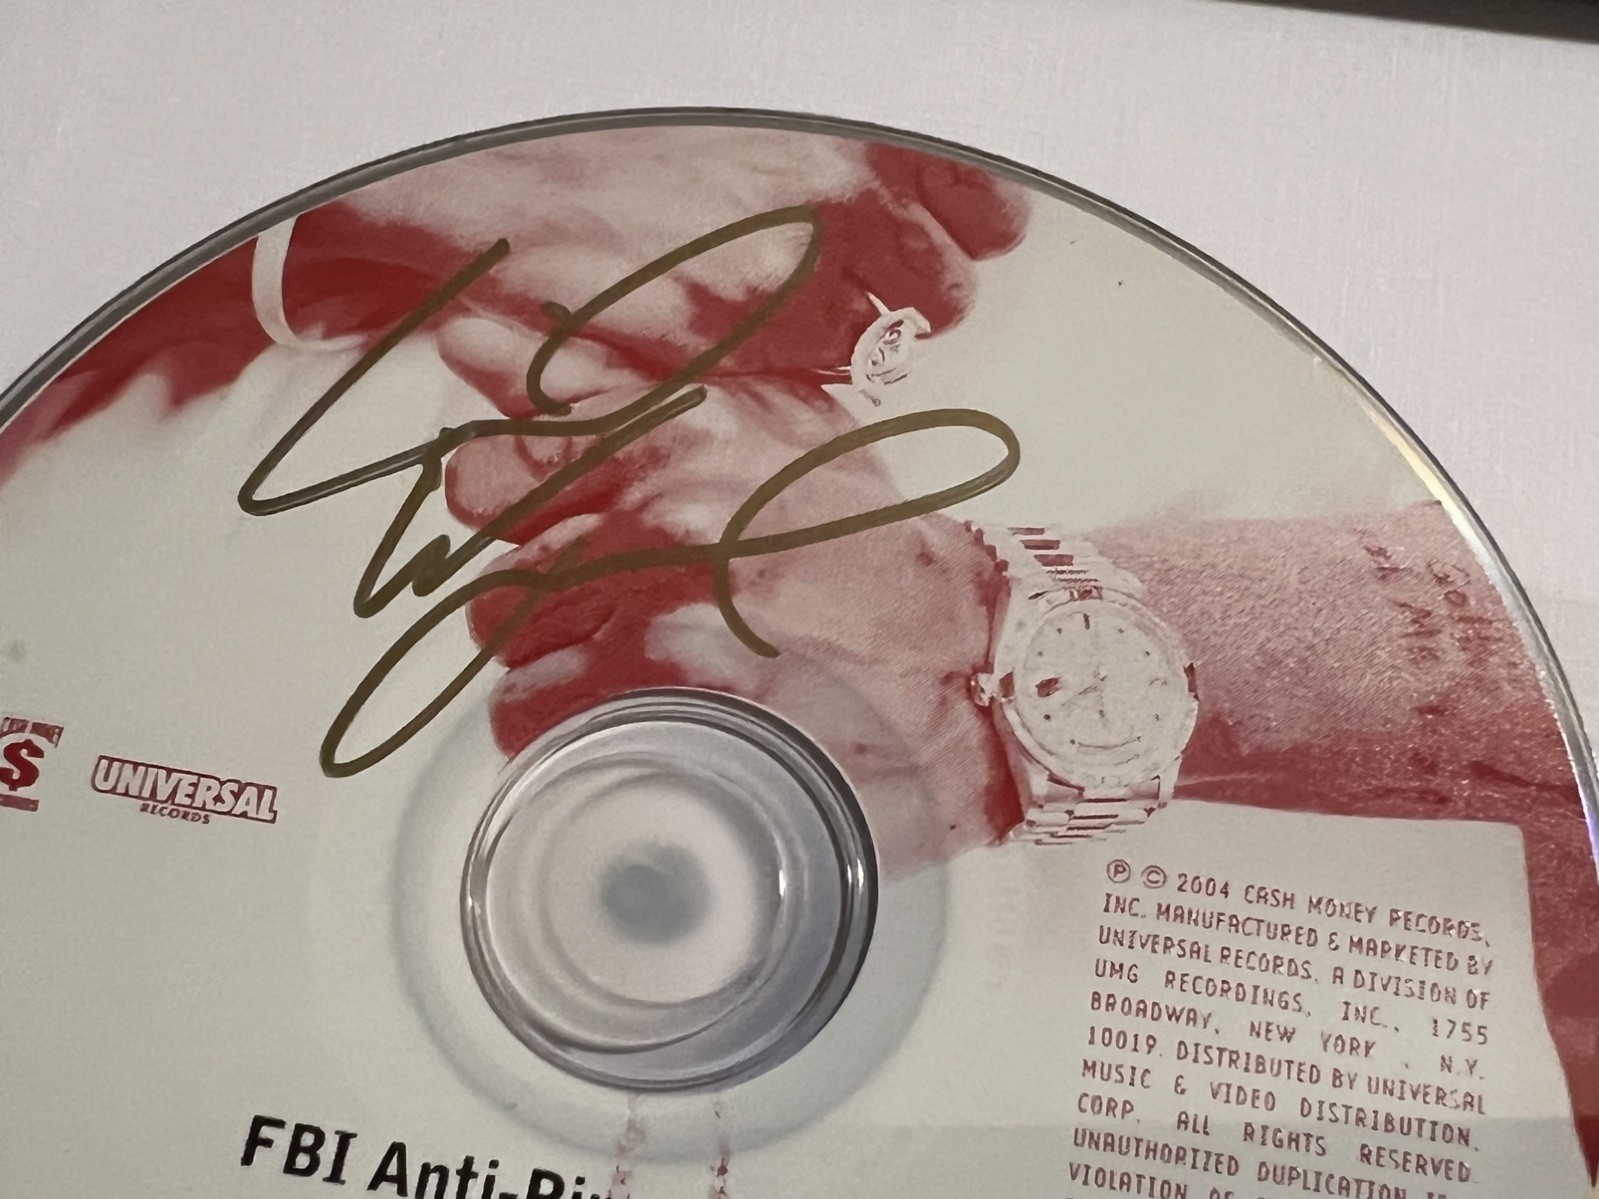 CASH MONEY
$
UNIVERSAL
RECORDS
℗ © 2004 CASH MONEY RECORDS,
INC. MANUFACTURED & MARKETED BY
UNIVERSAL RECORDS, A DIVISION OF
UMG RECORDINGS, INC., 1755
BROADWAY, NEW YORK , N.Y.
10019. DISTRIBUTED BY UNIVERSAL
MUSIC & VIDEO DISTRIBUTION,
CORP. ALL RIGHTS RESERVED
UNAUTHORIZED DUPLICATION
VIOLATION OF
FBI Anti-Pir